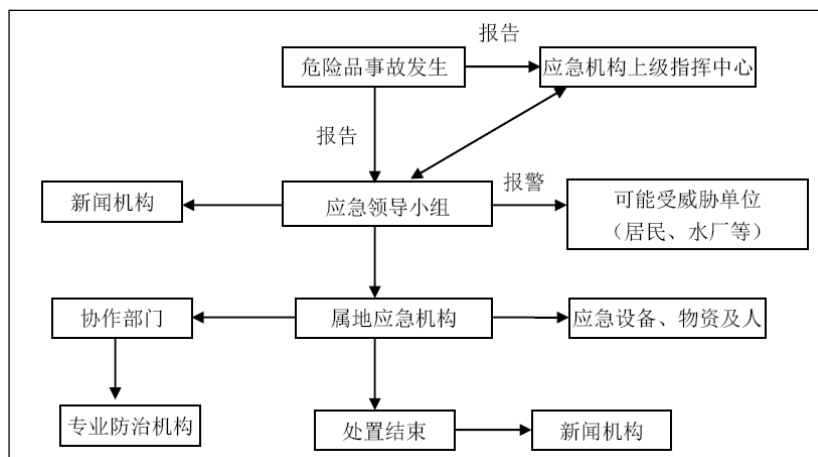 报告
危险品事故发生
应急机构上级指挥中心
报告
新闻机构
应急领导小组
报警
可能受威胁单位
（居民、水厂等）
协作部门
属地应急机构
应急设备、物资及人
专业防治机构
处置结束
新闻机构